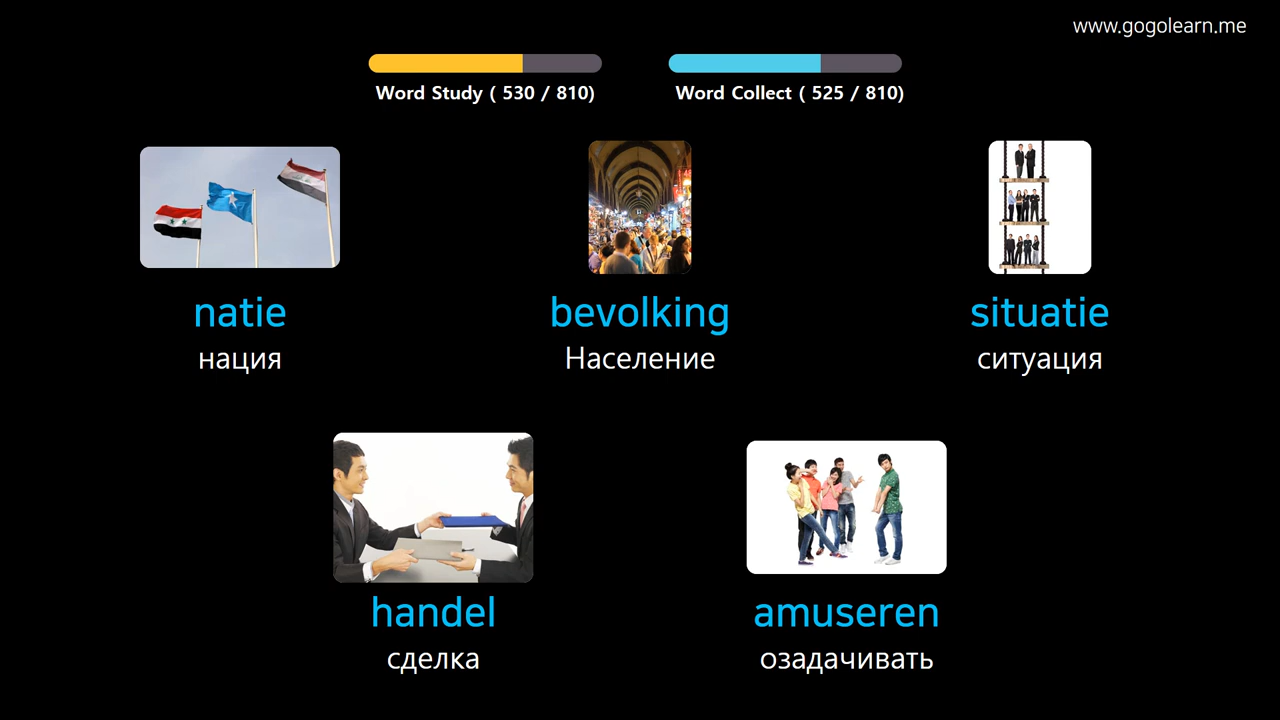 www.gogolearn.me
Word Study ( 530 / 810)
Word Collect ( 525 / 810)
natie
нация
bevolking
Население
situatie
ситуация
handel
сделка
amuseren
озадачивать